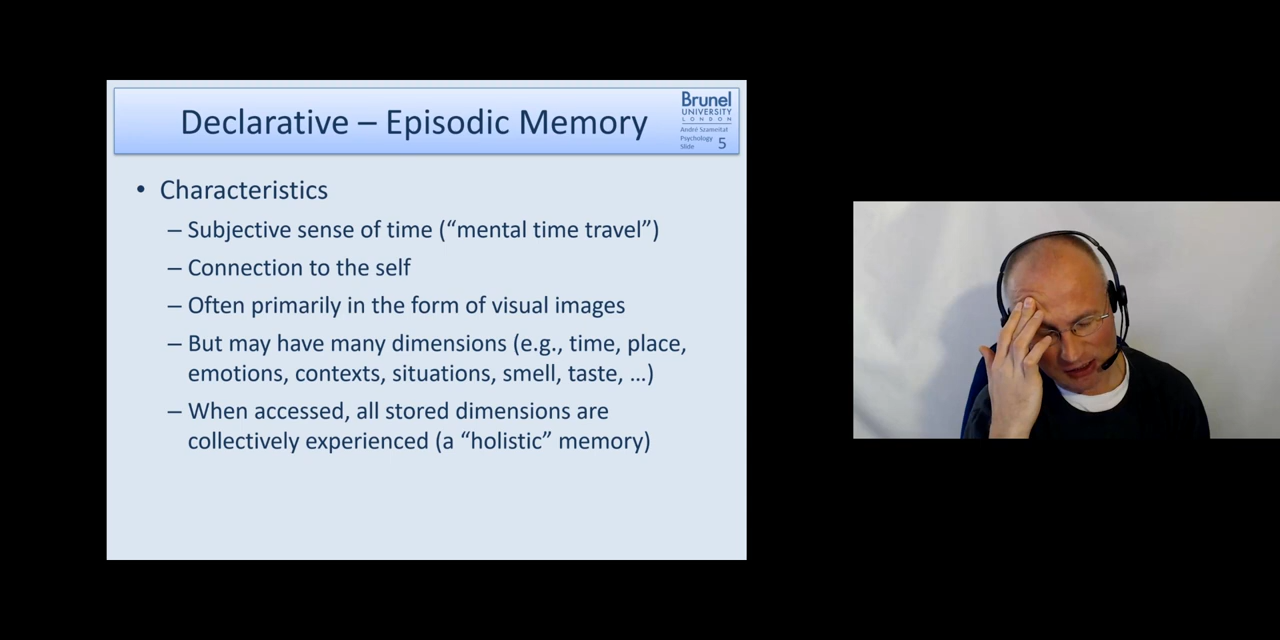 Declarative – Episodic Memory
Brunel
UNIVERSITY
LONDON
André Szameitat
Psychology
Slide 5
• Characteristics
– Subjective sense of time (“mental time travel”)
– Connection to the self
– Often primarily in the form of visual images
– But may have many dimensions (e.g., time, place,
emotions, contexts, situations, smell, taste, …)
– When accessed, all stored dimensions are
collectively experienced (a “holistic” memory)